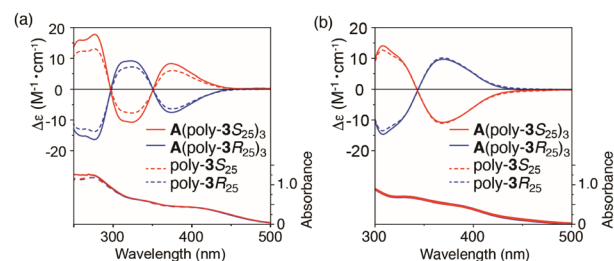 (a)
20
10
0
-10
-20
Δε (M⁻¹·cm⁻¹)
A(poly-3S₂₅)₃
A(poly-3R₂₅)₃
poly-3S₂₅
poly-3R₂₅
1.0
0
Absorbance
300 400 500
Wavelength (nm)
(b)
20
10
0
-10
-20
Δε (M⁻¹·cm⁻¹)
A(poly-3S₂₅)₃
A(poly-3R₂₅)₃
poly-3S₂₅
poly-3R₂₅
1.0
0
Absorbance
300 350 400 450 500
Wavelength (nm)